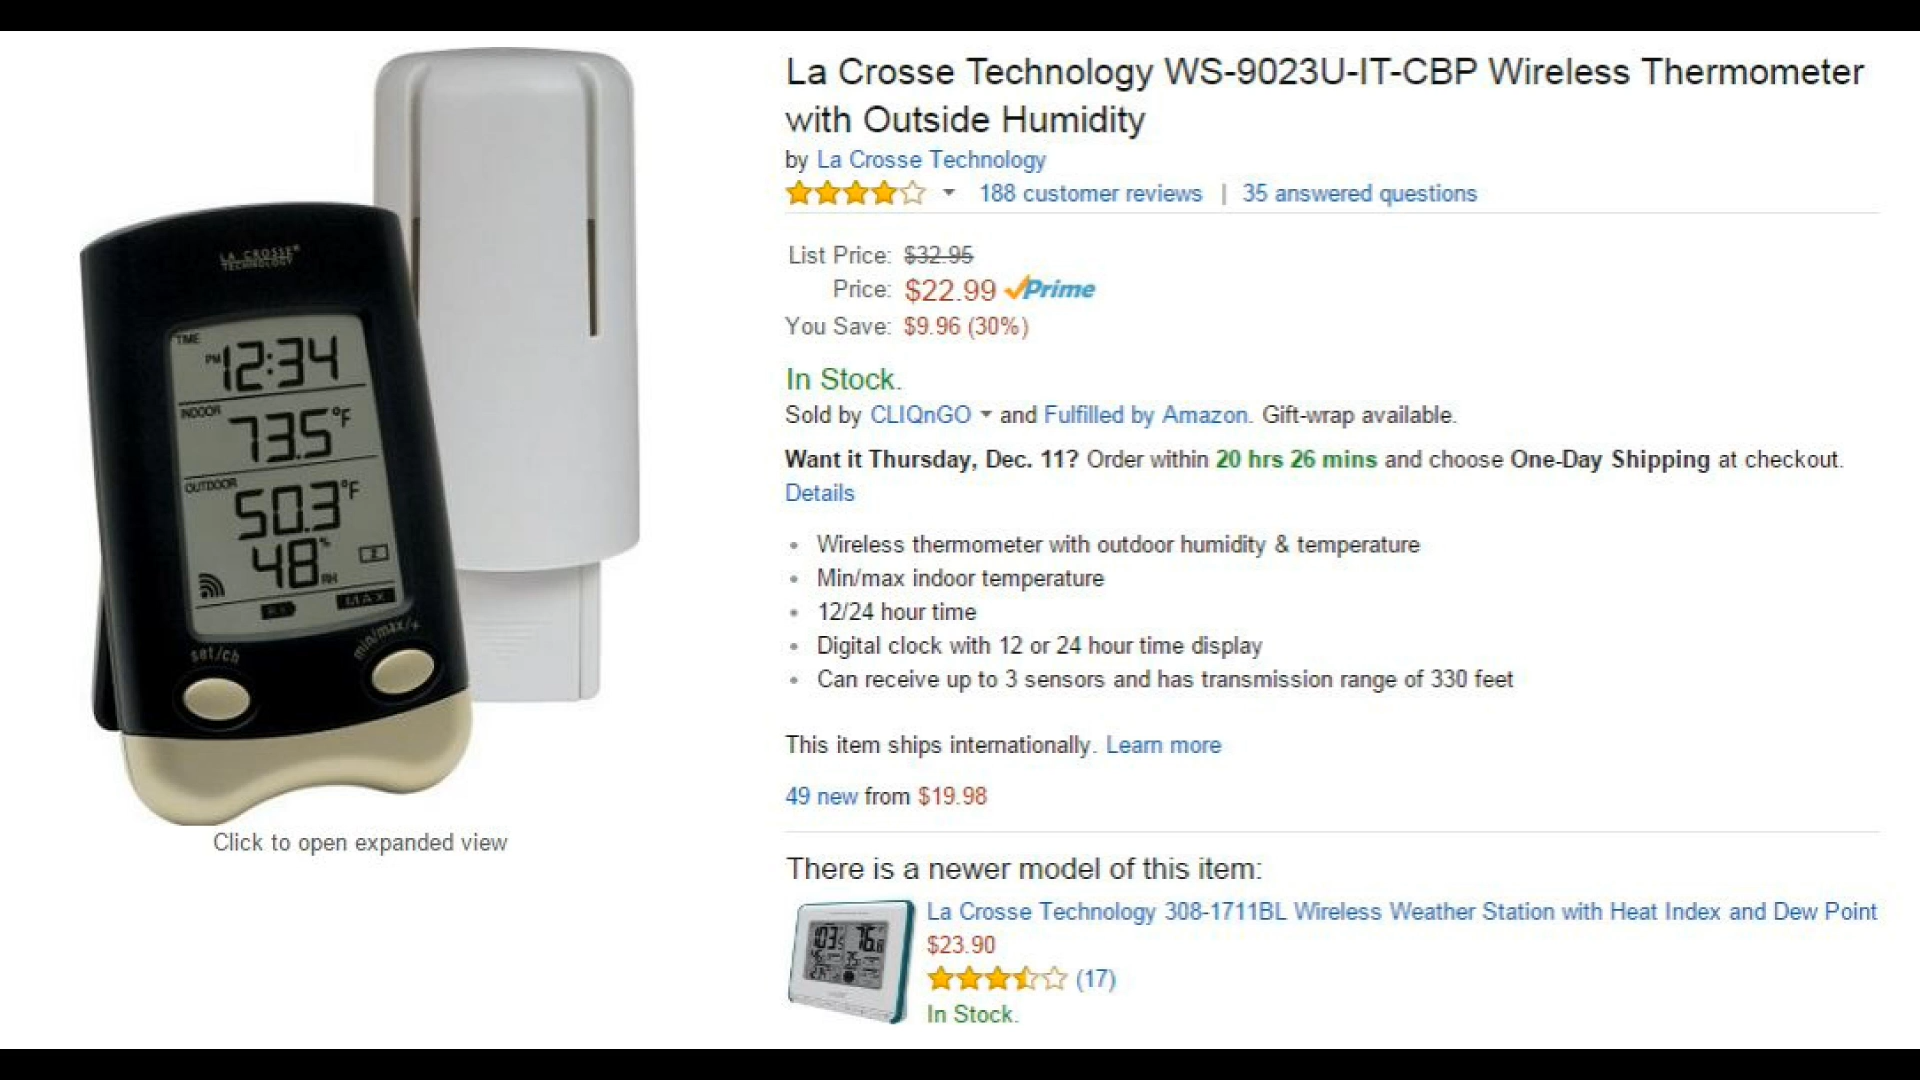 LA CROSSE®
TECHNOLOGY
TIME
PM 12:34
INDOOR
73.5°F
OUTDOOR
50.3°F
48% RH
2
MAX
set/ch
min/max/+
Click to open expanded view
La Crosse Technology WS-9023U-IT-CBP Wireless Thermometer
with Outside Humidity
by La Crosse Technology
188 customer reviews | 35 answered questions
List Price: $32.95
Price: $22.99 Prime
You Save: $9.96 (30%)
In Stock.
Sold by CLIQnGO and Fulfilled by Amazon. Gift-wrap available.
Want it Thursday, Dec. 11? Order within 20 hrs 26 mins and choose One-Day Shipping at checkout.
Details
• Wireless thermometer with outdoor humidity & temperature
• Min/max indoor temperature
• 12/24 hour time
• Digital clock with 12 or 24 hour time display
• Can receive up to 3 sensors and has transmission range of 330 feet
This item ships internationally. Learn more
49 new from $19.98
There is a newer model of this item:
La Crosse Technology 308-1711BL Wireless Weather Station with Heat Index and Dew Point
$23.90
(17)
In Stock.